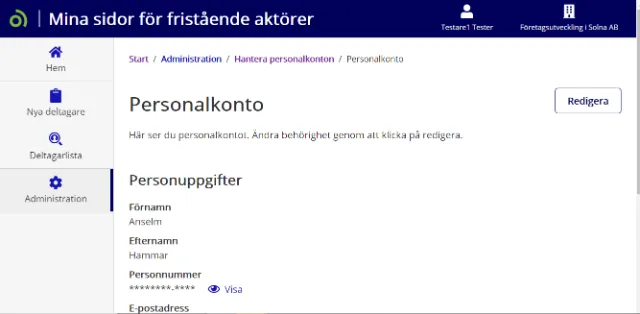 Mina sidor för fristående aktörer
Testare1 Tester
Företagsutveckling i Solna AB
Hem
Nya deltagare
Deltagarlista
Administration
Start / Administration / Hantera personalkonton / Personalkonto
Personalkonto
Redigera
Här ser du personalkontot. Ändra behörighet genom att klicka på redigera.
Personuppgifter
Förnamn
Anselm
Efternamn
Hammar
Personnummer
********-**** Visa
E-postadress